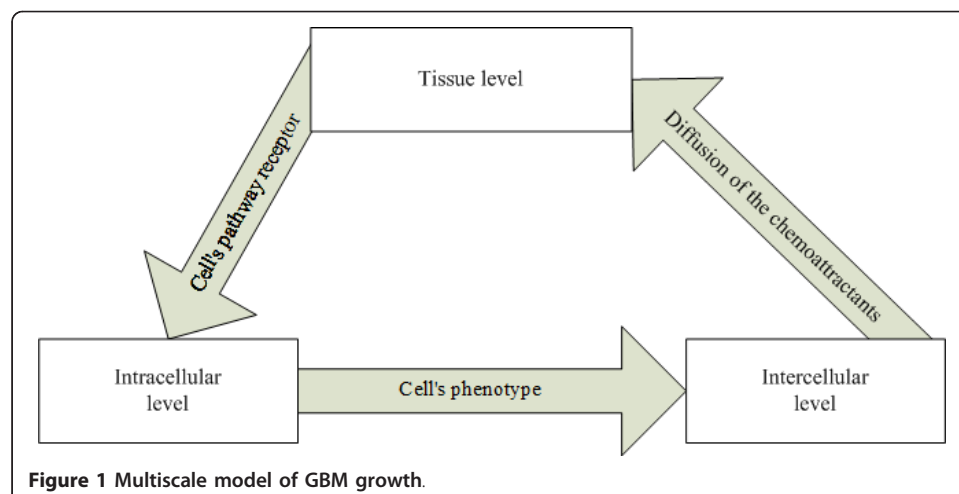 Tissue level
Cell's pathway receptor
Diffusion of the chemoattractants
Intracellular
level
Cell's phenotype
Intercellular
level
Figure 1 Multiscale model of GBM growth.